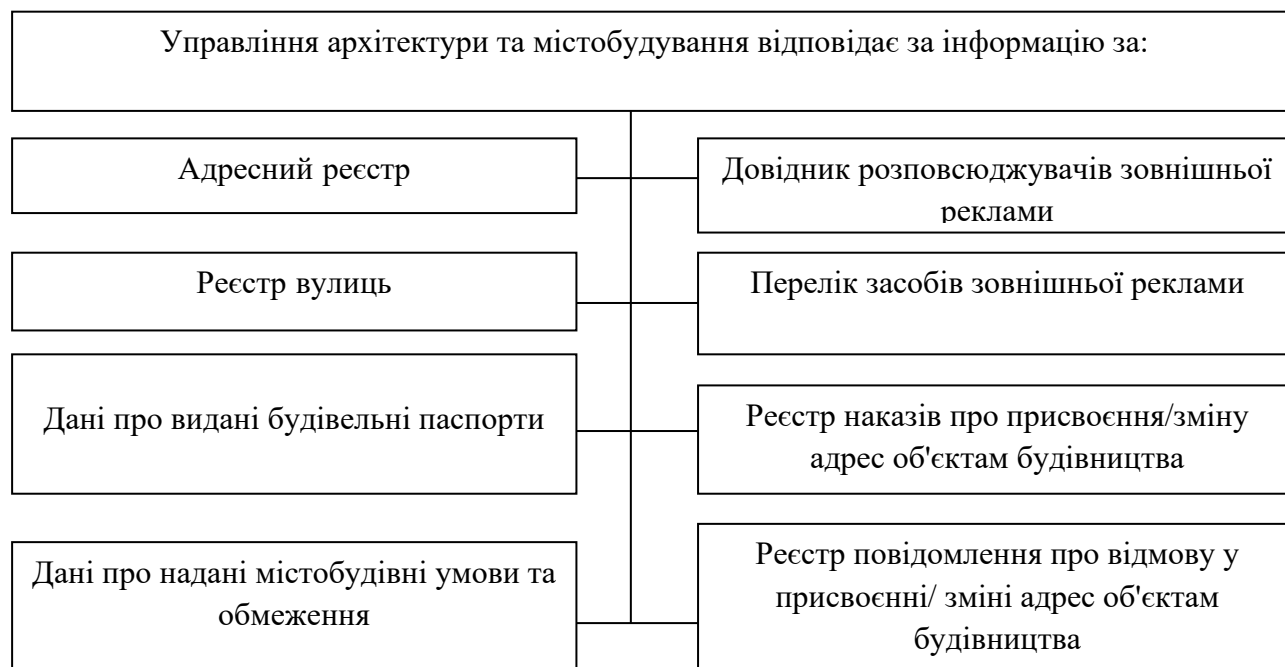 Управління архітектури та містобудування відповідає за інформацію за:
Адресний реєстр
Довідник розповсюджувачів зовнішньої
реклами
Реєстр вулиць
Перелік засобів зовнішньої реклами
Дані про видані будівельні паспорти
Реєстр наказів про присвоєння/зміну
адрес об'єктам будівництва
Дані про надані містобудівні умови та
обмеження
Реєстр повідомлення про відмову у
присвоєнні/ зміні адрес об'єктам
будівництва